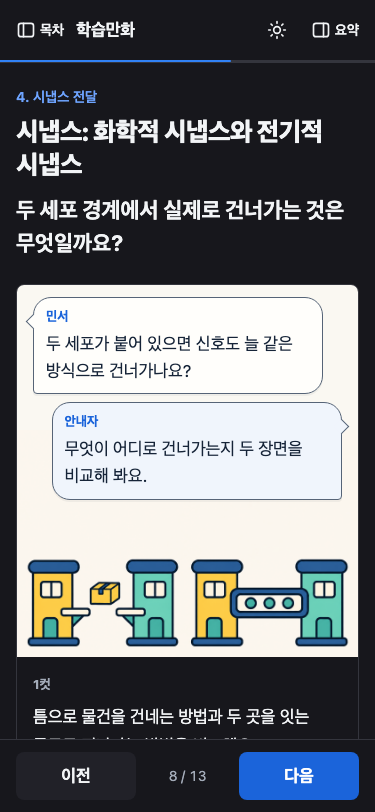 목차 학습만화 요약
4. 시냅스 전달
시냅스: 화학적 시냅스와 전기적
시냅스
두 세포 경계에서 실제로 건너가는 것은
무엇일까요?
민서
두 세포가 붙어 있으면 신호도 늘 같은
방식으로 건너가나요?
안내자
무엇이 어디로 건너가는지 두 장면을
비교해 봐요.
1컷
틈으로 물건을 건네는 방법과 두 곳을 잇는
이전 8 / 13 다음